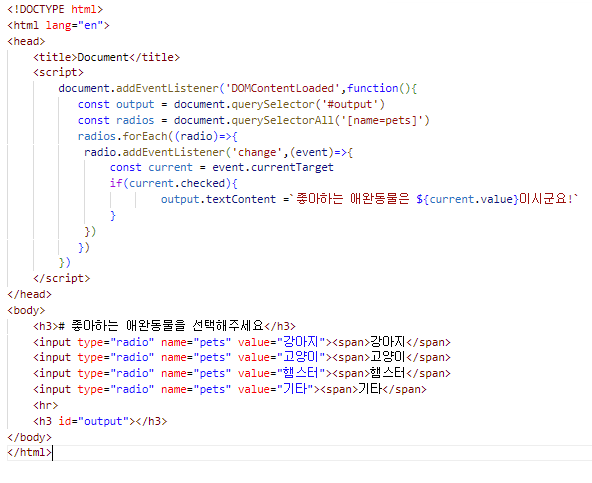 <!DOCTYPE html>
<html lang="en">
<head>
    <title>Document</title>
    <script>
        document.addEventListener('DOMContentLoaded',function(){
           const output = document.querySelector('#output')
           const radios = document.querySelectorAll('[name=pets]')
           radios.forEach((radio)=>{
            radio.addEventListener('change',(event)=>{
                const current = event.currentTarget
                if(current.checked){
                        output.textContent =`좋아하는 애완동물은 ${current.value}이시군요!`
                }
            })
           })
        })
    </script>
</head>
<body>
    <h3># 좋아하는 애완동물을 선택해주세요</h3>
    <input type="radio" name="pets" value="강아지"><span>강아지</span>
    <input type="radio" name="pets" value="고양이"><span>고양이</span>
    <input type="radio" name="pets" value="햄스터"><span>햄스터</span>
    <input type="radio" name="pets" value="기타"><span>기타</span>
    <hr>
    <h3 id="output"></h3>
</body>
</html>